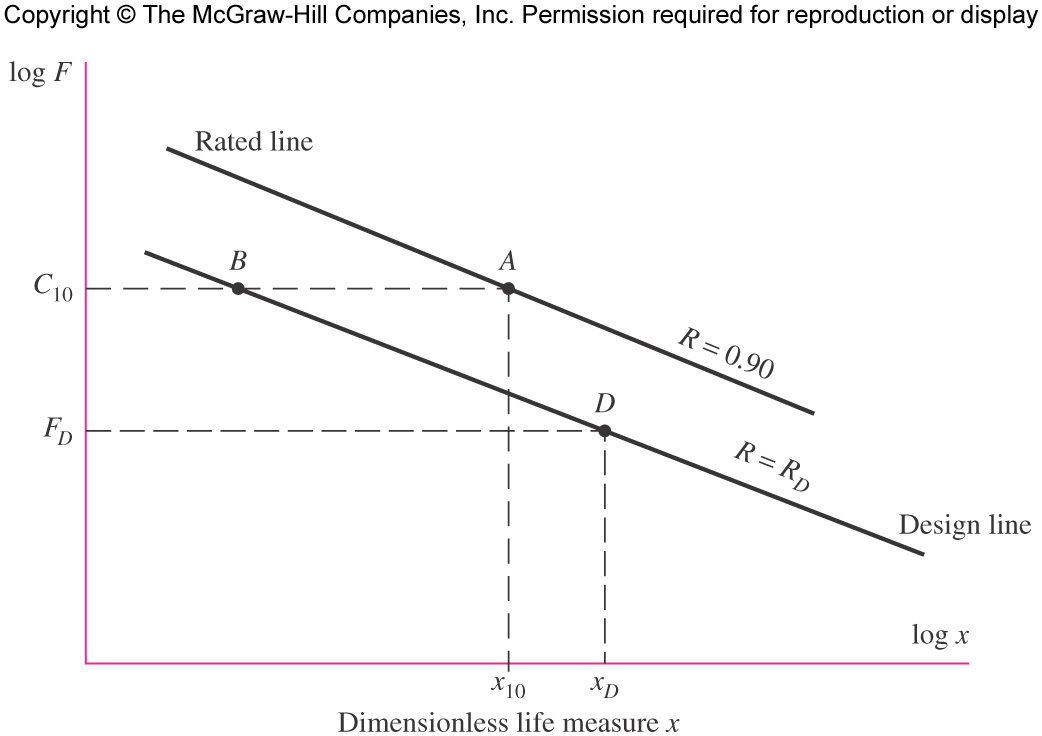 Copyright © The McGraw-Hill Companies, Inc. Permission required for reproduction or display
log F
Rated line
B
A
C10
R = 0.90
D
FD
R = RD
Design line
log x
x10
xD
Dimensionless life measure x